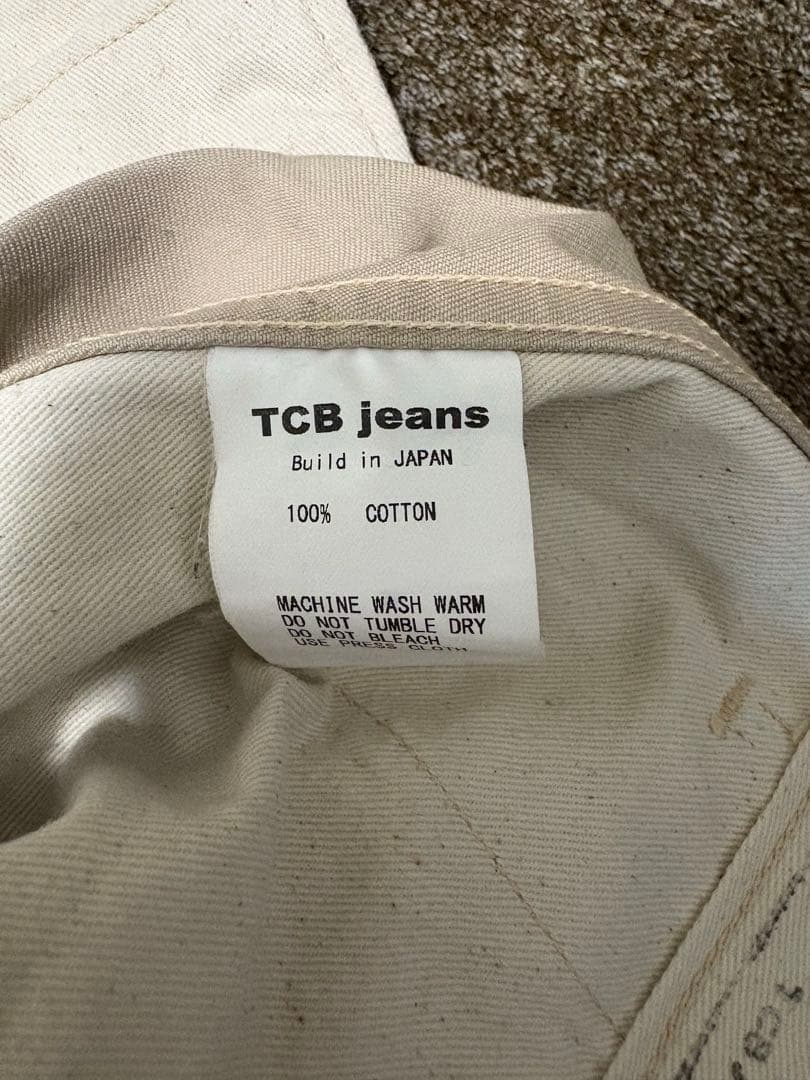 TCB jeans
Build in JAPAN
100% COTTON
MACHINE WASH WARM
DO NOT TUMBLE DRY
DO NOT BLEACH
USE PRESS CLOTH
TCB